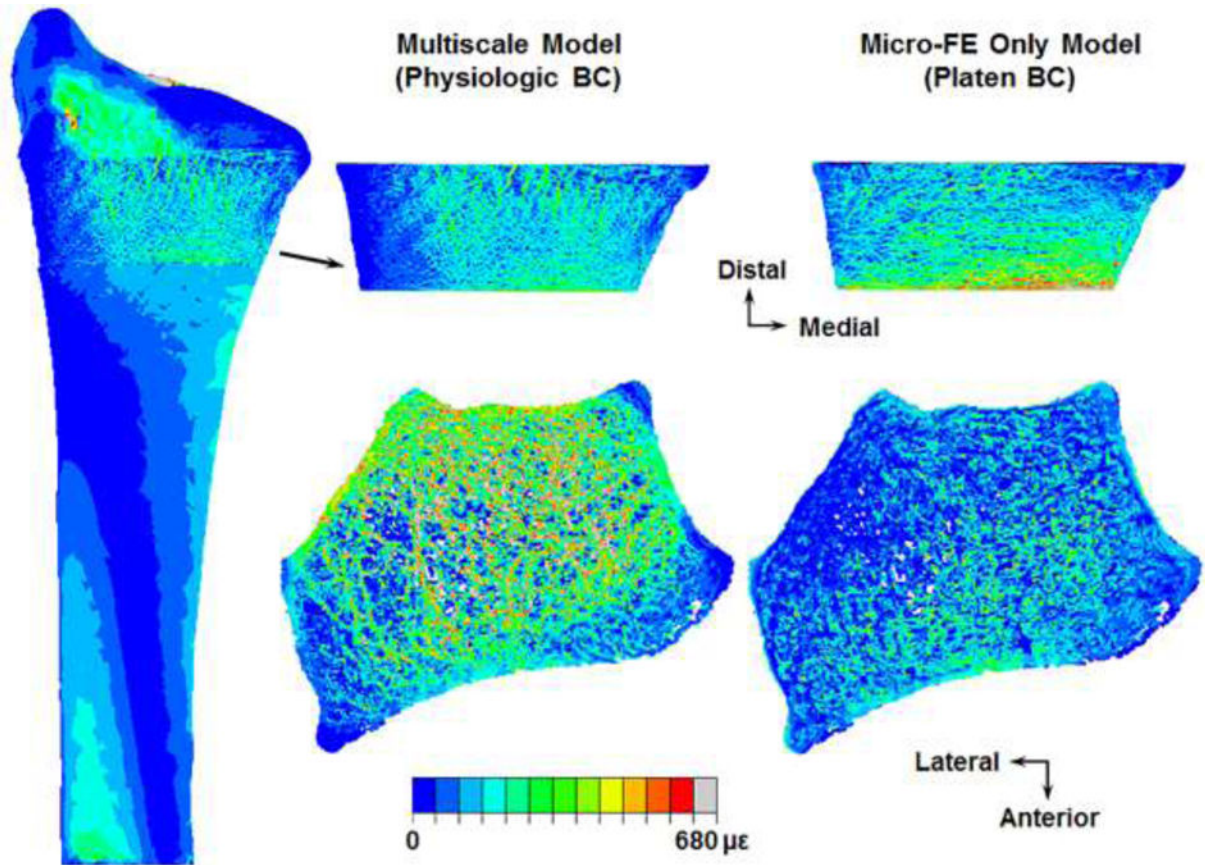 Multiscale Model
(Physiologic BC)
Micro-FE Only Model
(Platen BC)
Distal
Medial
Lateral
Anterior
0
680 με